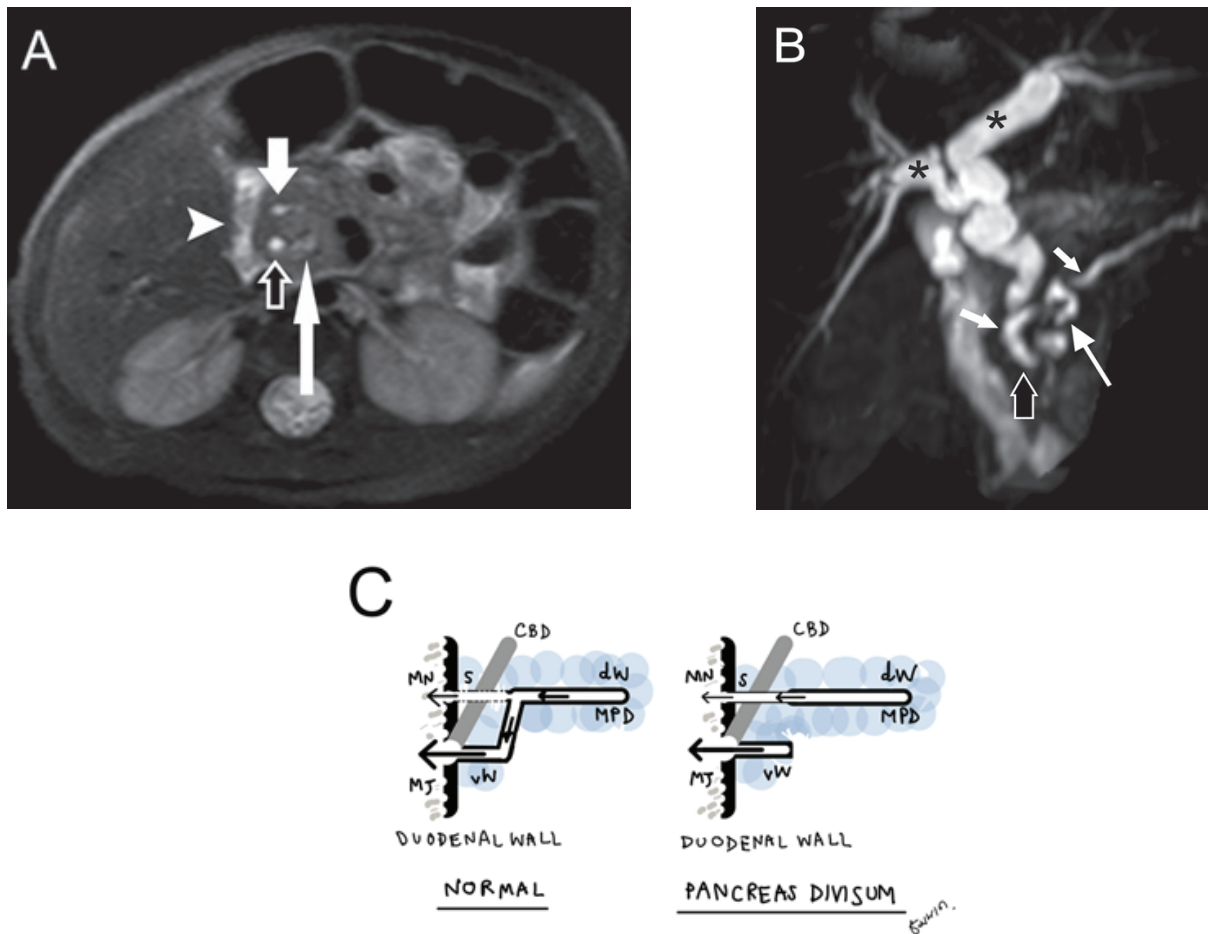 A
B
*
*
C
CBD
MN
S
dW
MPD
MJ
vW
DUODENAL WALL
NORMAL
CBD
MN
S
dW
MPD
MJ
vW
DUODENAL WALL
PANCREAS DIVISUM